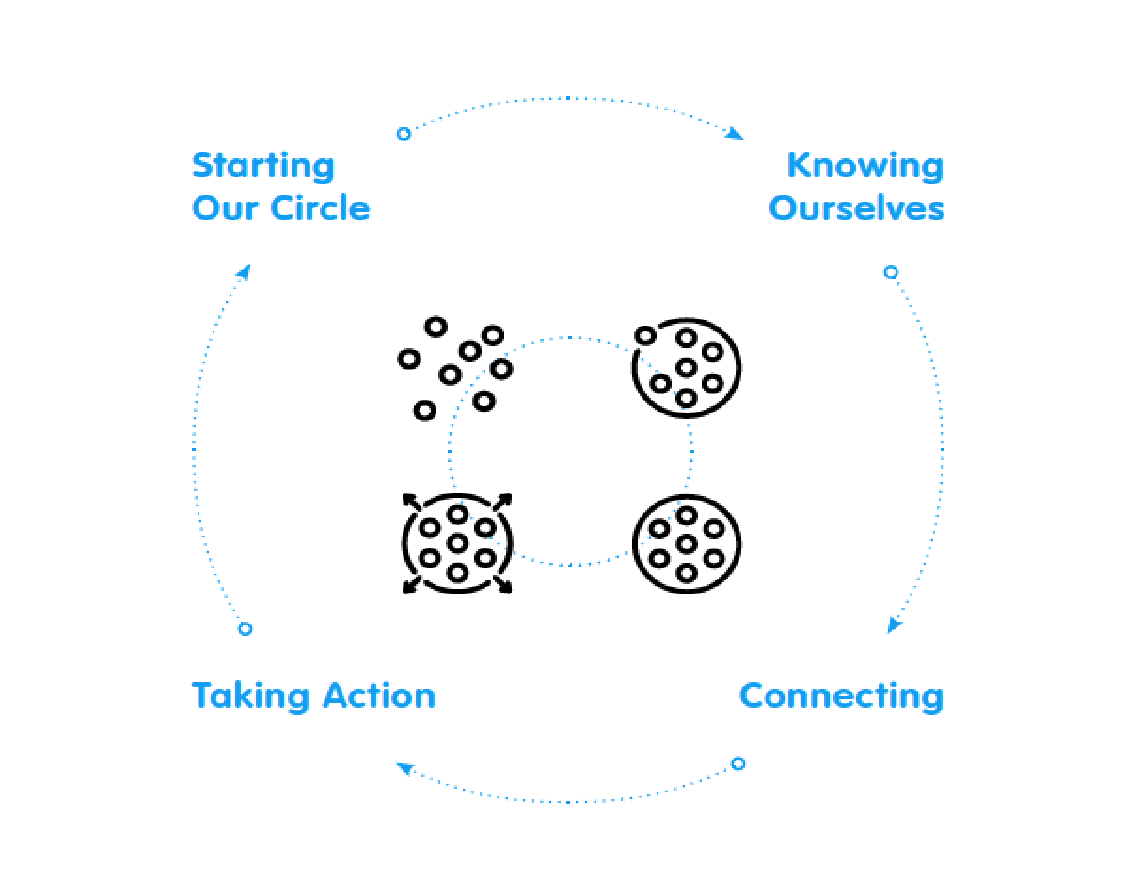 Starting
Our Circle
Knowing
Ourselves
Taking Action
Connecting